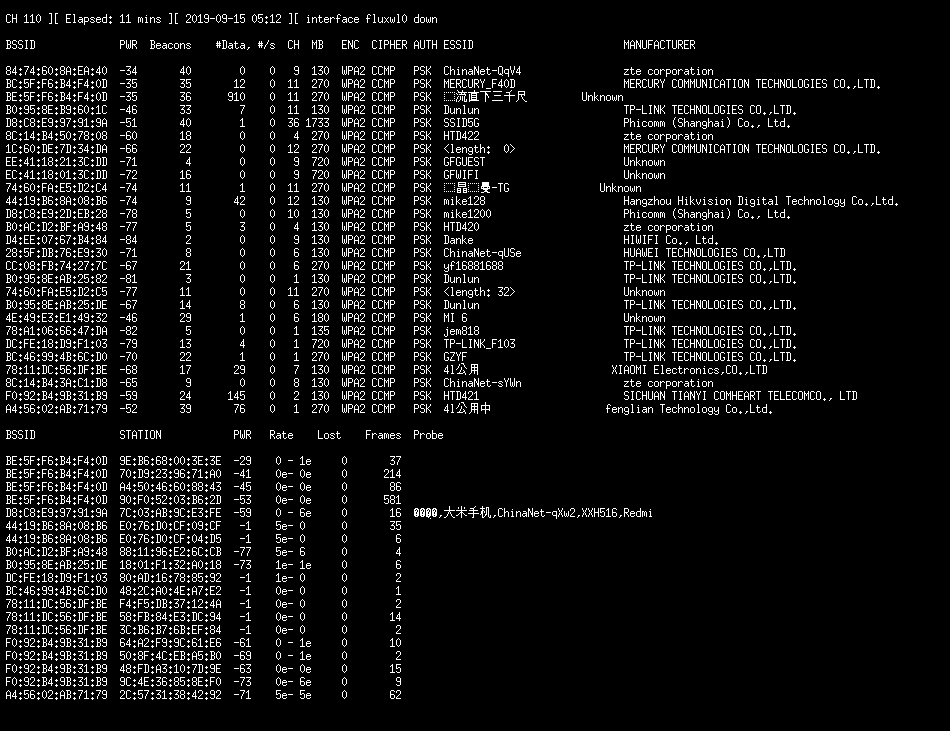 CH 110 ][ Elapsed: 11 mins ][ 2019-09-15 05:12 ][ interface fluxwl0 down
BSSID PWR Beacons #Data, #/s CH MB ENC CIPHER AUTH ESSID MANUFACTURER
84:74:60:8A:EA:40 -34 40 0 0 9 130 WPA2 CCMP PSK ChinaNet-QqV4 zte corporation
BC:5F:F6:B4:F4:0D -35 35 12 0 11 270 WPA2 CCMP PSK MERCURY_F40D MERCURY COMMUNICATION TECHNOLOGIES CO.,LTD.
BE:5F:F6:B4:F4:0D -35 36 910 0 11 270 WPA2 CCMP PSK 流直下三千尺 Unknown
B0:95:8E:B9:60:1C -46 33 7 0 11 130 WPA2 CCMP PSK Dunlun TP-LINK TECHNOLOGIES CO.,LTD.
D8:C8:E9:97:91:9A -51 40 1 0 36 1733 WPA2 CCMP PSK SSID5G Phicomm (Shanghai) Co., Ltd.
8C:14:B4:50:78:08 -60 18 0 0 4 270 WPA2 CCMP PSK HTD422 zte corporation
1C:60:DE:7D:34:DA -66 22 0 0 12 270 WPA2 CCMP PSK <length: 0> MERCURY COMMUNICATION TECHNOLOGIES CO.,LTD.
EE:41:18:21:3C:DD -71 4 0 0 9 720 WPA2 CCMP PSK GFGUEST Unknown
EC:41:18:01:3C:DD -72 16 0 0 9 720 WPA2 CCMP PSK GFWIFI Unknown
74:60:FA:E5:D2:C4 -74 11 1 0 11 270 WPA2 CCMP PSK 晶曼-TG Unknown
44:19:B6:8A:08:B6 -74 9 42 0 12 270 WPA2 CCMP PSK mike128 Hangzhou Hikvision Digital Technology Co.,Ltd.
D8:C8:E9:2D:EB:28 -78 5 0 0 10 130 WPA2 CCMP PSK mike1200 Phicomm (Shanghai) Co., Ltd.
B0:AC:D2:BF:A9:48 -77 5 3 0 4 130 WPA2 CCMP PSK HTD420 zte corporation
D4:EE:07:67:B4:84 -84 2 0 0 9 130 WPA2 CCMP PSK Danke HIWIFI Co., Ltd.
28:5F:DB:76:E9:30 -71 8 0 0 6 130 WPA2 CCMP PSK ChinaNet-qUSe HUAWEI TECHNOLOGIES CO.,LTD
CC:08:FB:74:27:7C -67 21 0 0 6 270 WPA2 CCMP PSK yf16881688 TP-LINK TECHNOLOGIES CO.,LTD.
B0:95:8E:AB:25:82 -81 3 0 0 1 130 WPA2 CCMP PSK Dunlun TP-LINK TECHNOLOGIES CO.,LTD.
74:60:FA:E5:D2:C5 -77 11 0 0 11 270 WPA2 CCMP PSK <length: 32> Unknown
B0:95:8E:AB:25:DE -67 14 8 0 6 130 WPA2 CCMP PSK Dunlun TP-LINK TECHNOLOGIES CO.,LTD.
4E:49:E3:E1:49:32 -46 29 1 0 6 180 WPA2 CCMP PSK MI 6 Unknown
78:A1:06:66:47:DA -82 5 0 0 1 135 WPA2 CCMP PSK jem818 TP-LINK TECHNOLOGIES CO.,LTD.
DC:FE:18:D9:F1:03 -79 13 4 0 1 720 WPA2 CCMP PSK TP-LINK_F103 TP-LINK TECHNOLOGIES CO.,LTD.
BC:46:99:4B:6C:D0 -70 22 1 0 1 270 WPA2 CCMP PSK GZYF TP-LINK TECHNOLOGIES CO.,LTD.
78:11:DC:56:DF:BE -68 17 29 0 7 130 WPA2 CCMP PSK 41公用 XIAOMI Electronics,CO.,LTD
8C:14:B4:3A:C1:D8 -65 9 0 0 8 130 WPA2 CCMP PSK ChinaNet-sYWn zte corporation
F0:92:B4:9B:31:B9 -59 24 145 0 2 130 WPA2 CCMP PSK HTD421 SICHUAN TIANYI COMHEART TELECOMCO., LTD
A4:56:02:AB:71:79 -52 39 76 0 1 270 WPA2 CCMP PSK 41公用中 fenglian Technology Co.,Ltd.
BSSID STATION PWR Rate Lost Frames Probe
BE:5F:F6:B4:F4:0D 9E:B6:68:00:3E:3E -29 0 - 1e 0 37
BE:5F:F6:B4:F4:0D 70:D9:23:96:71:A0 -41 0e- 0e 0 214
BE:5F:F6:B4:F4:0D A4:50:46:60:88:43 -45 0e- 0e 0 86
BE:5F:F6:B4:F4:0D 90:F0:52:03:B6:2D -53 0e- 0e 0 581
D8:C8:E9:97:91:9A 7C:03:AB:9C:E3:FE -59 0 - 6e 0 16 ,大米手机,ChinaNet-qXw2,XXH516,Redmi
44:19:B6:8A:08:B6 E0:76:D0:CF:09:CF -1 5e- 0 0 35
44:19:B6:8A:08:B6 E0:76:D0:CF:04:D5 -1 5e- 0 0 6
B0:AC:D2:BF:A9:48 88:11:96:E2:6C:CB -77 5e- 6 0 4
B0:95:8E:AB:25:DE 18:01:F1:32:A0:18 -73 1e- 1e 0 6
DC:FE:18:D9:F1:03 80:AD:16:78:85:92 -1 1e- 0 0 2
BC:46:99:4B:6C:D0 48:2C:A0:4E:A7:E2 -1 0e- 0 0 1
78:11:DC:56:DF:BE F4:F5:DB:37:12:4A -1 0e- 0 0 2
78:11:DC:56:DF:BE 58:FB:84:E3:DC:94 -1 0e- 0 0 14
78:11:DC:56:DF:BE 3C:B6:B7:6B:EF:84 -1 0e- 0 0 2
F0:92:B4:9B:31:B9 64:A2:F9:9C:61:E6 -61 0 - 1e 0 10
F0:92:B4:9B:31:B9 50:8F:4C:EB:A5:B0 -69 0 - 1e 0 2
F0:92:B4:9B:31:B9 48:FD:A3:10:7D:9E -63 0e- 0e 0 15
F0:92:B4:9B:31:B9 9C:4E:36:85:8E:F0 -73 0e- 6e 0 9
A4:56:02:AB:71:79 2C:57:31:38:42:92 -71 5e- 5e 0 62